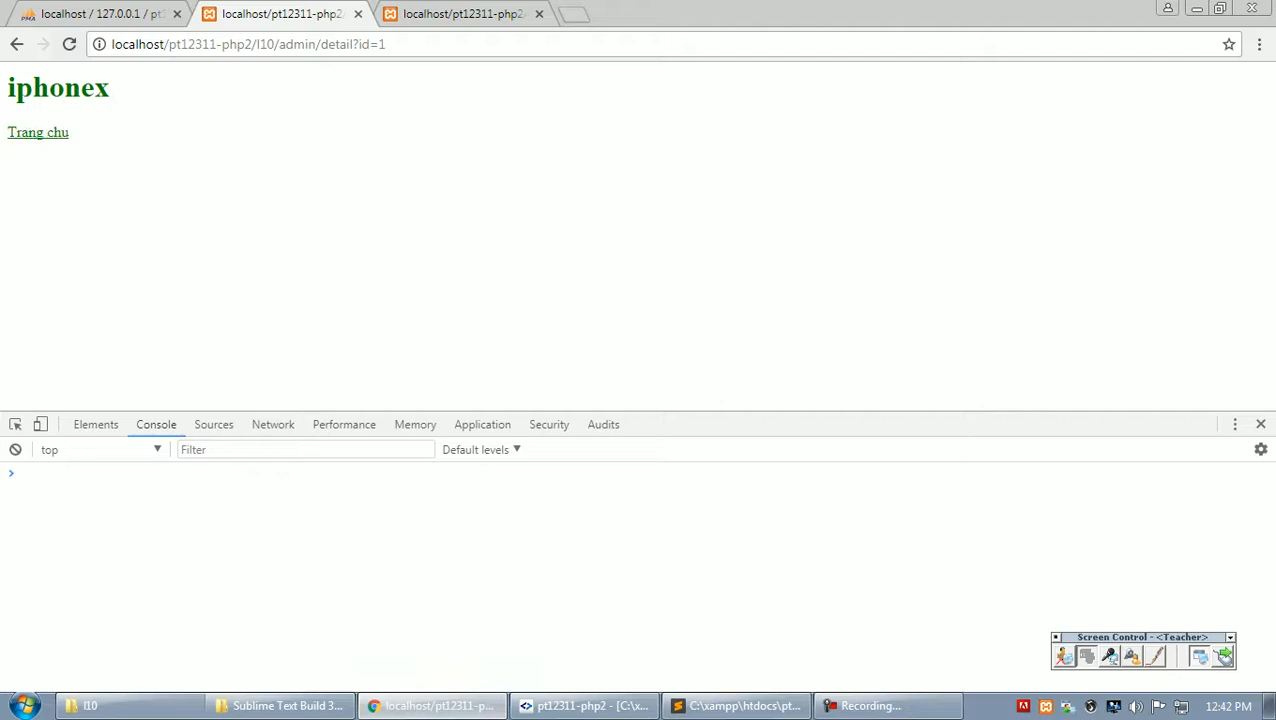 localhost / 127.0.0.1 / pt
localhost/pt12311-php2
localhost/pt12311-php2
localhost/pt12311-php2/l10/admin/detail?id=1
iphonex
Trang chu
Elements Console Sources Network Performance Memory Application Security Audits
top Filter Default levels
Screen Control - <Teacher>
l10 Sublime Text Build 3... localhost/pt12311-p... pt12311-php2 - [C:\x... C:\xampp\htdocs\pt... Recording... 12:42 PM